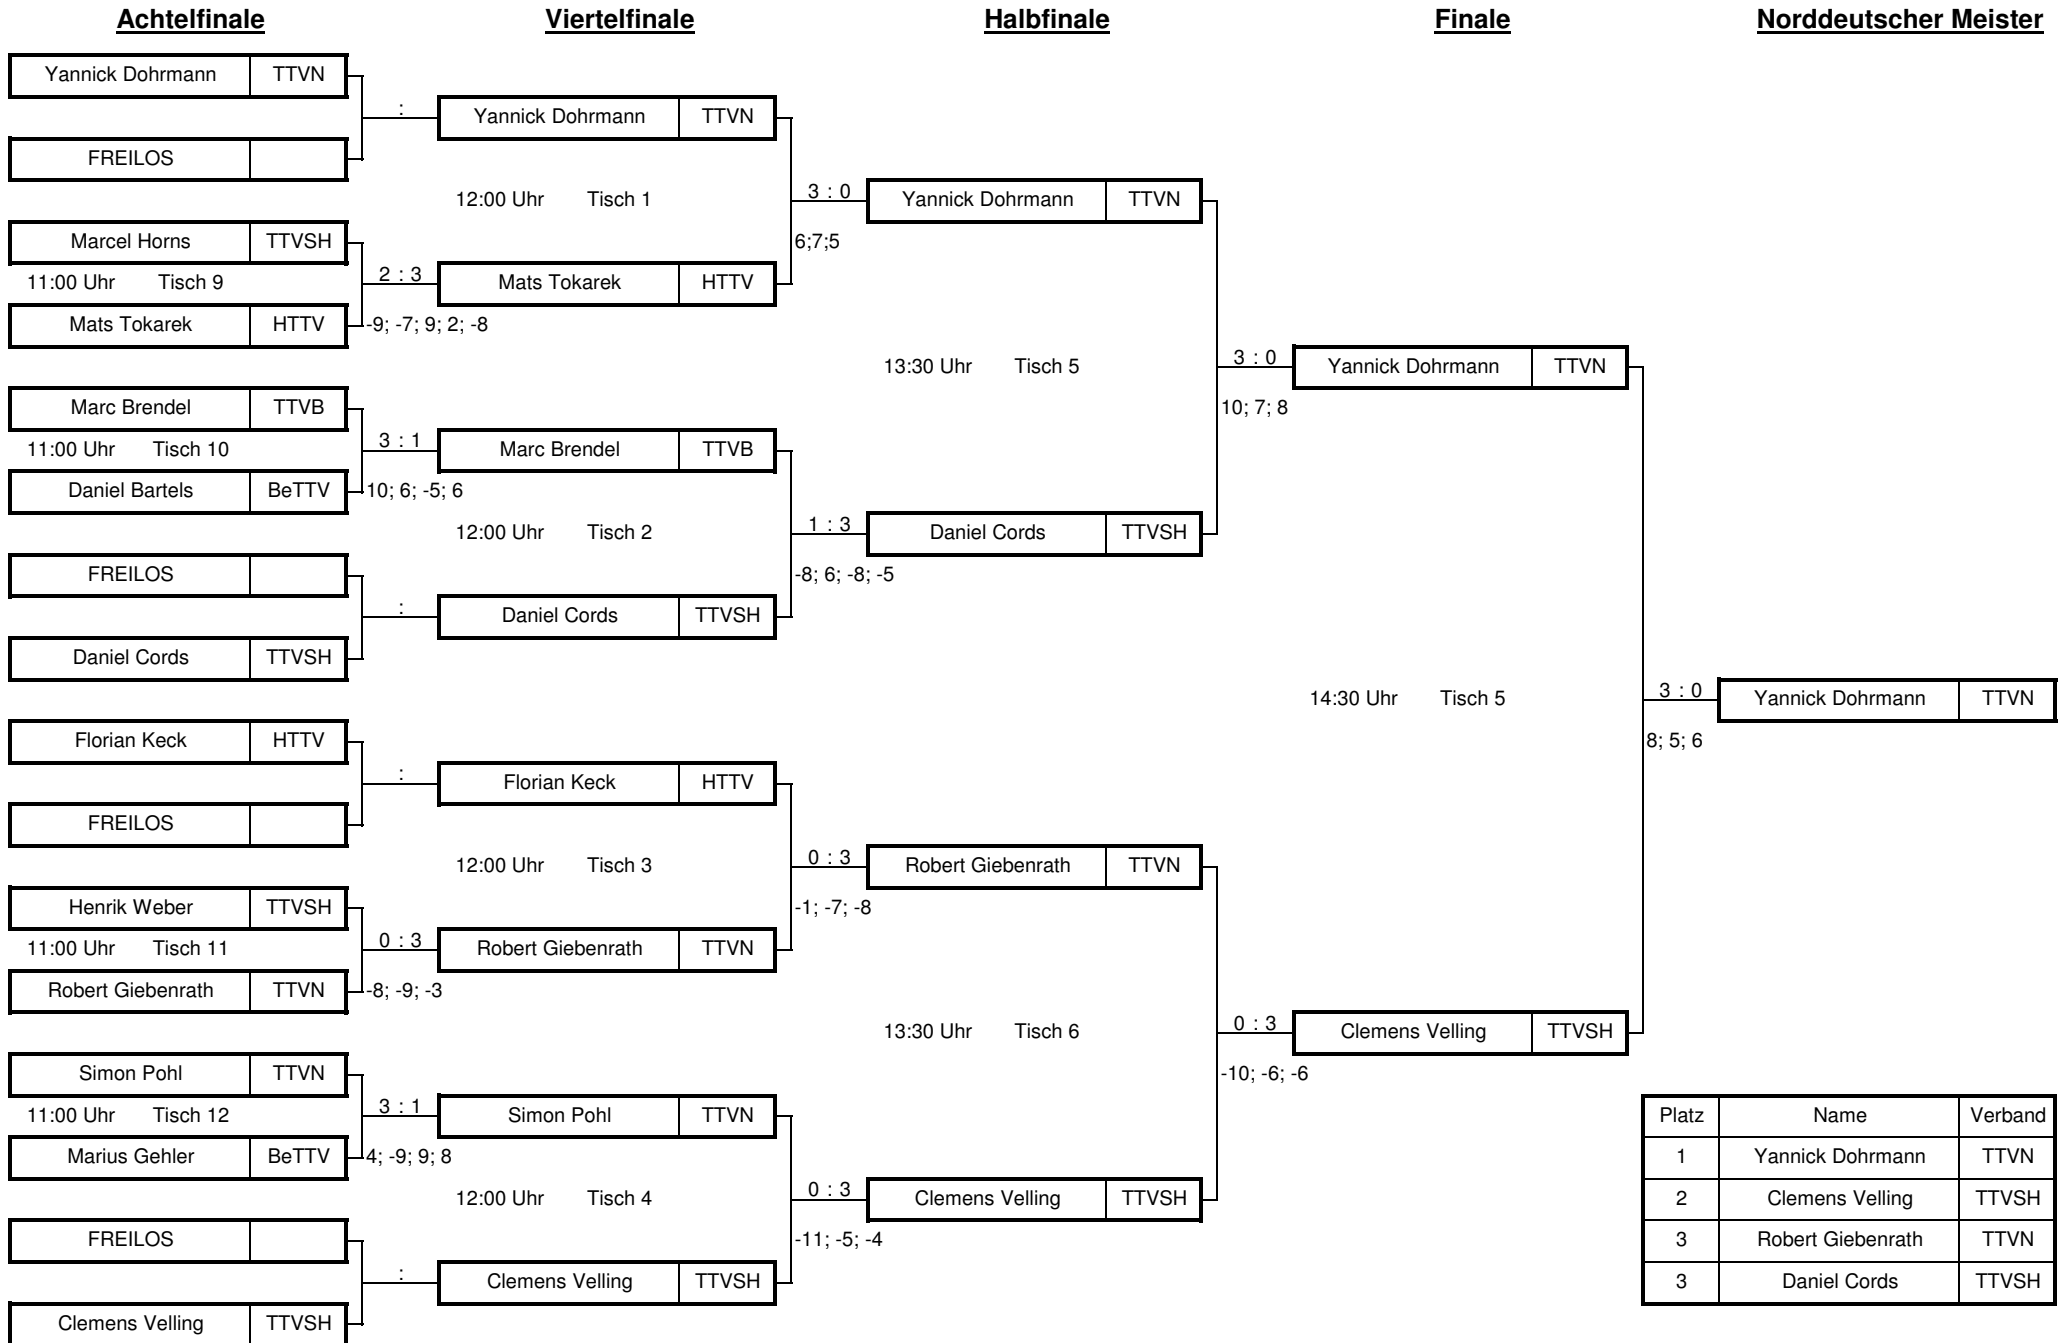 Achtelfinale Viertelfinale Halbfinale Finale Norddeutscher Meister
Yannick Dohrmann TTVN
: Yannick Dohrmann TTVN
FREILOS
12:00 Uhr Tisch 1 3 : 0 Yannick Dohrmann TTVN
Marcel Horns TTVSH 6;7;5
11:00 Uhr Tisch 9 2 : 3 Mats Tokarek HTTV
Mats Tokarek HTTV -9; -7; 9; 2; -8
13:30 Uhr Tisch 5 3 : 0 Yannick Dohrmann TTVN
Marc Brendel TTVB 10; 7; 8
11:00 Uhr Tisch 10 3 : 1 Marc Brendel TTVB
Daniel Bartels BeTTV 10; 6; -5; 6
12:00 Uhr Tisch 2 1 : 3 Daniel Cords TTVSH
FREILOS -8; 6; -8; -5
: Daniel Cords TTVSH
Daniel Cords TTVSH
14:30 Uhr Tisch 5 3 : 0 Yannick Dohrmann TTVN
Florian Keck HTTV 8; 5; 6
: Florian Keck HTTV
FREILOS
12:00 Uhr Tisch 3 0 : 3 Robert Giebenrath TTVN
Henrik Weber TTVSH -1; -7; -8
11:00 Uhr Tisch 11 0 : 3 Robert Giebenrath TTVN
Robert Giebenrath TTVN -8; -9; -3
13:30 Uhr Tisch 6 0 : 3 Clemens Velling TTVSH
Simon Pohl TTVN -10; -6; -6
11:00 Uhr Tisch 12 3 : 1 Simon Pohl TTVN Platz Name Verband
Marius Gehler BeTTV 4; -9; 9; 8 1 Yannick Dohrmann TTVN
12:00 Uhr Tisch 4 0 : 3 Clemens Velling TTVSH 2 Clemens Velling TTVSH
FREILOS -11; -5; -4 3 Robert Giebenrath TTVN
: Clemens Velling TTVSH 3 Daniel Cords TTVSH
Clemens Velling TTVSH